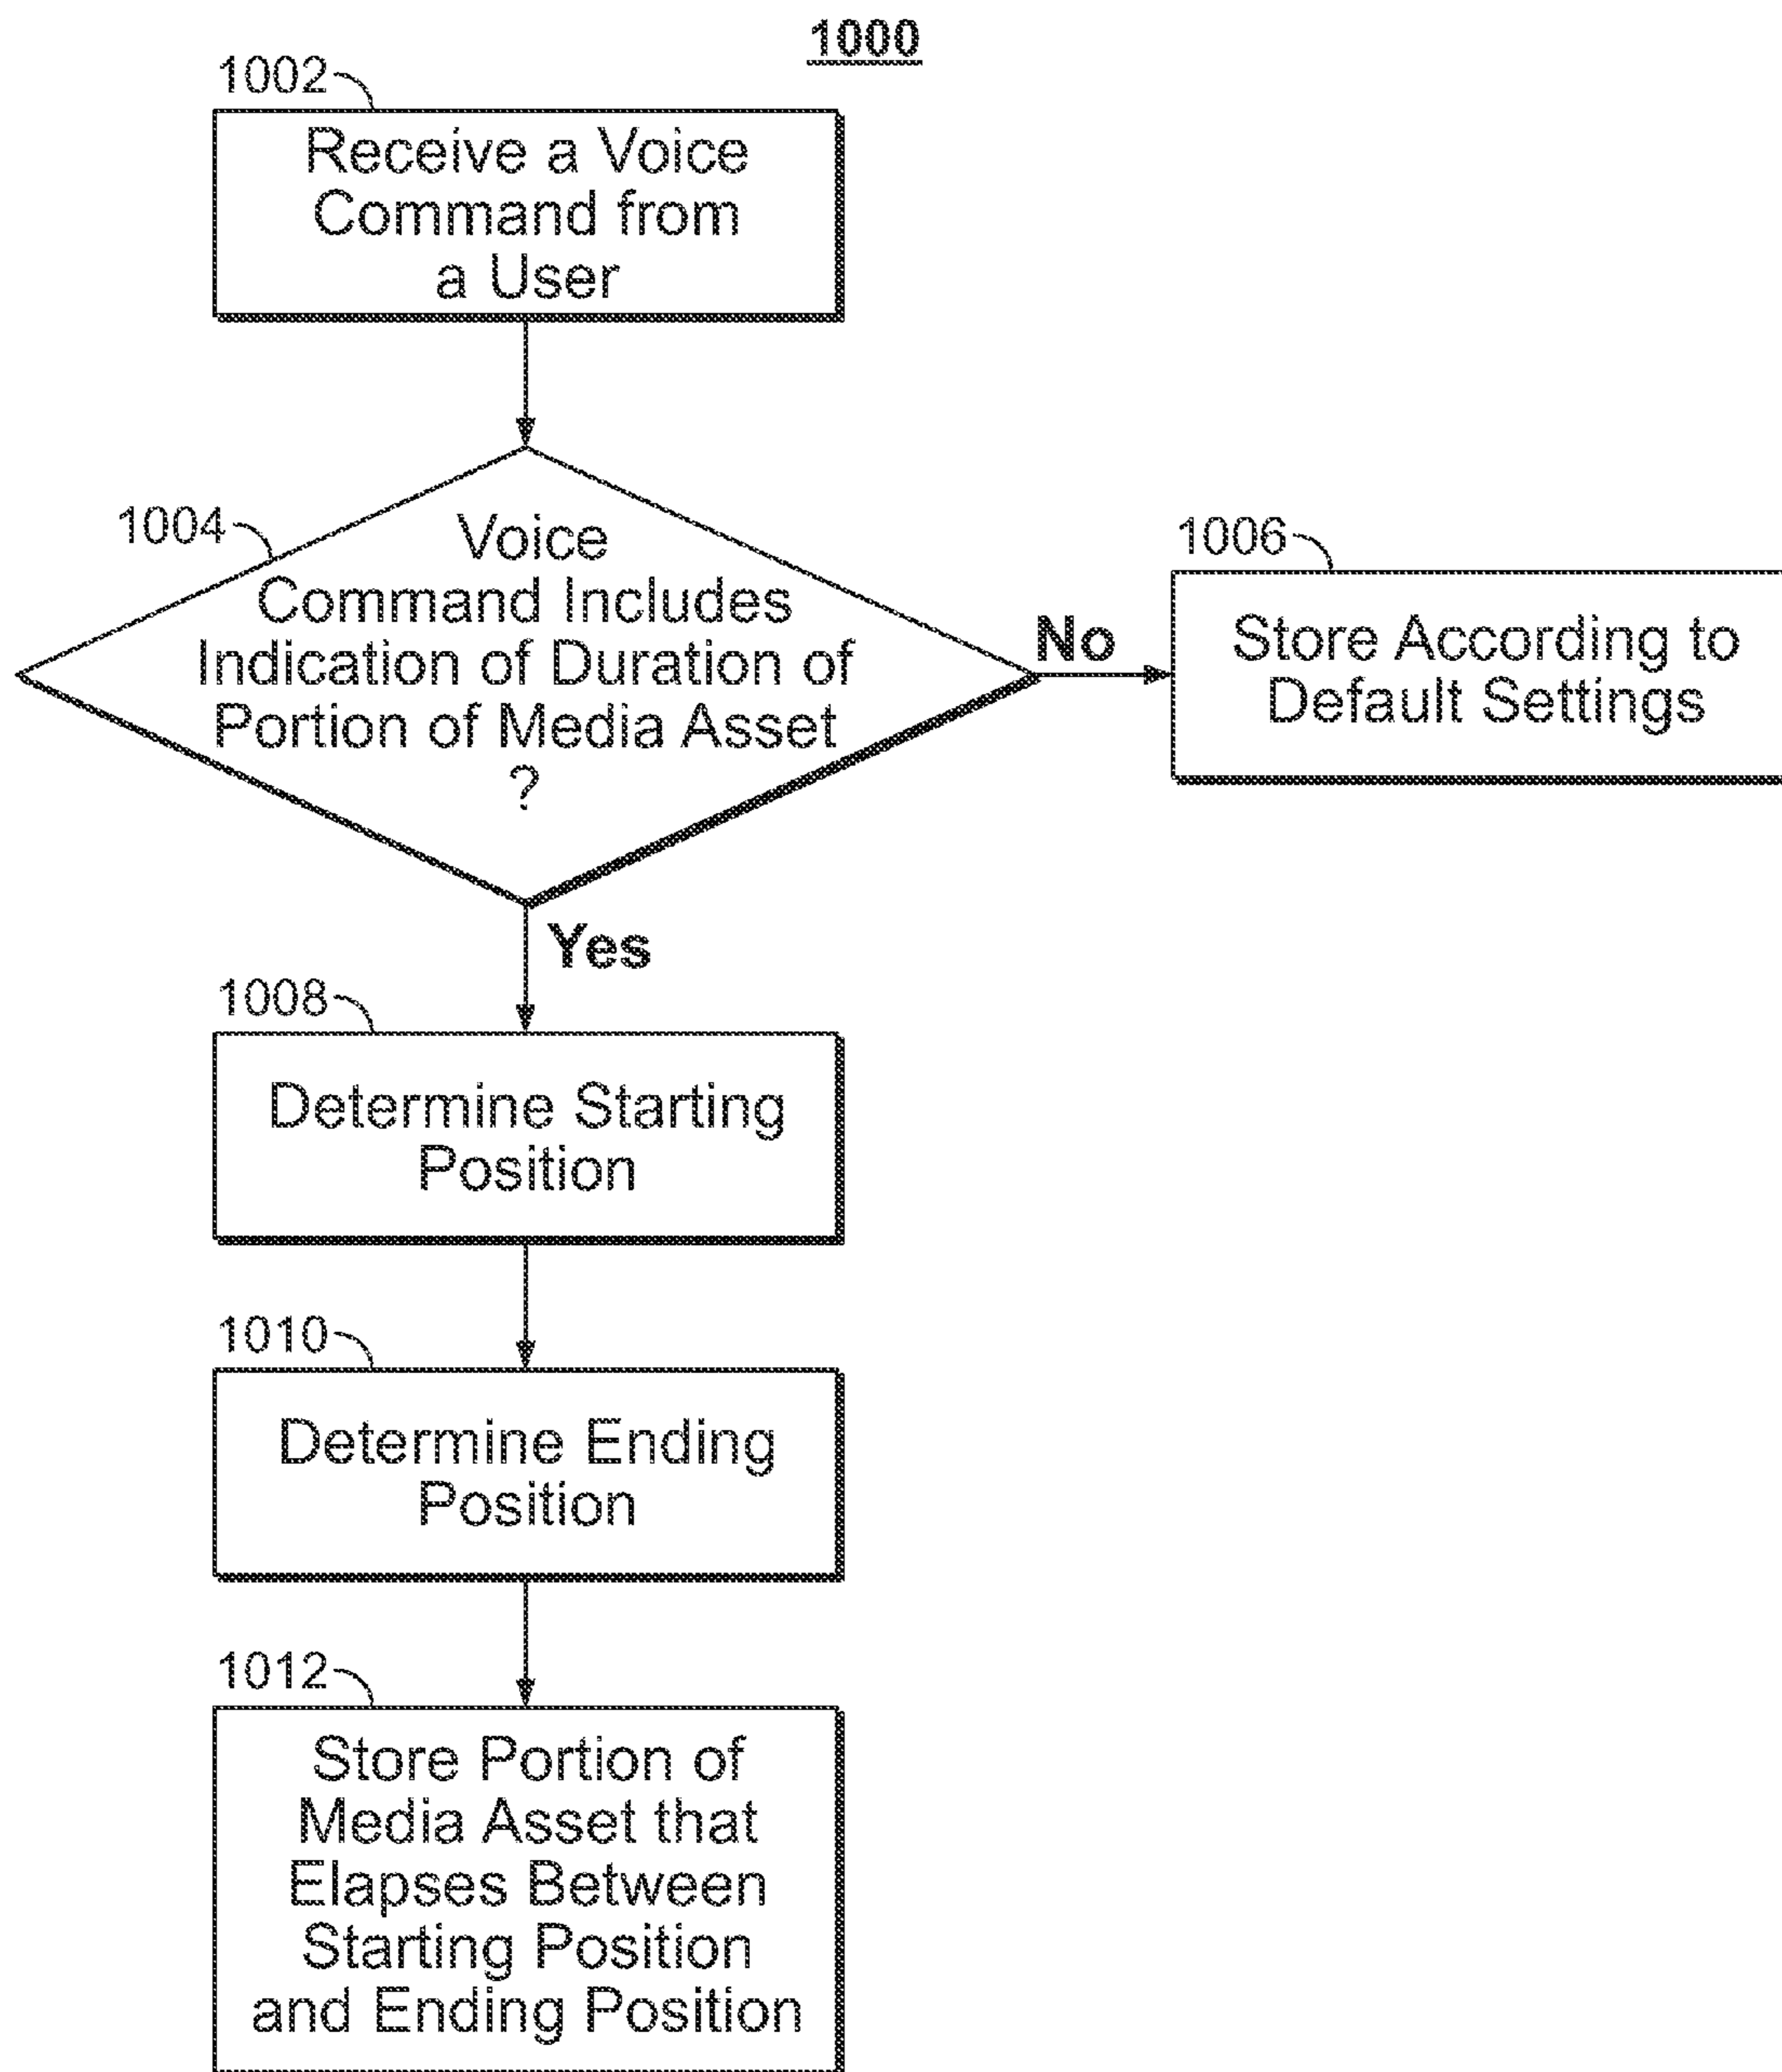 1000
1002
Receive a Voice
Command from
a User
1004
Voice
Command Includes
Indication of Duration of
Portion of Media Asset
?
No
1006
Store According to
Default Settings
Yes
1008
Determine Starting
Position
1010
Determine Ending
Position
1012
Store Portion of
Media Asset that
Elapses Between
Starting Position
and Ending Position